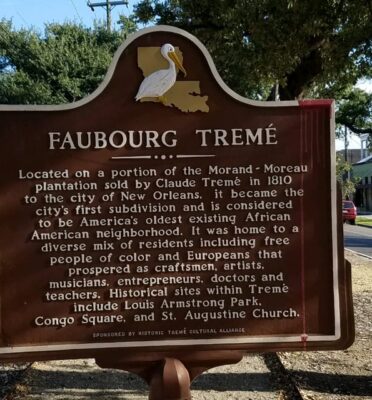 FAUBOURG TREMÉ
Located on a portion of the Morand-Moreau
plantation sold by Claude Tremé in 1810
to the city of New Orleans, it became the
city's first subdivision and is considered
to be America's oldest existing African
American neighborhood. It was home to a
diverse mix of residents including free
people of color and Europeans that
prospered as craftsmen, artists,
musicians, entrepreneurs, doctors and
teachers. Historical sites within Tremé
include Louis Armstrong Park,
Congo Square, and St. Augustine Church.
SPONSORED BY HISTORIC TREMÉ CULTURAL ALLIANCE